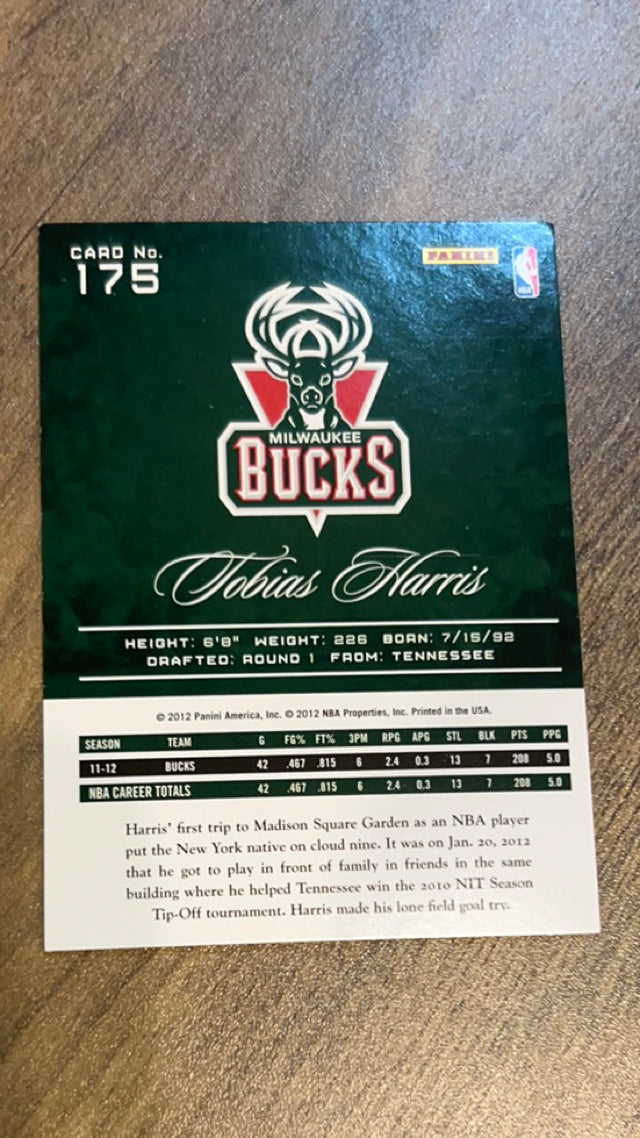 CARD No.
175
PANINI
NBA
MILWAUKEE
BUCKS
Tobias Harris
HEIGHT: 6'8" WEIGHT: 226 BORN: 7/15/92
DRAFTED: ROUND 1 FROM: TENNESSEE
© 2012 Panini America, Inc. © 2012 NBA Properties, Inc. Printed in the USA.
SEASON TEAM G FG% FT% 3PM RPG APG STL BLK PTS PPG
11-12 BUCKS 42 .467 .815 6 2.4 0.3 13 7 208 5.0
NBA CAREER TOTALS 42 .467 .815 6 2.4 0.3 13 7 208 5.0
Harris' first trip to Madison Square Garden as an NBA player
put the New York native on cloud nine. It was on Jan. 20, 2012
that he got to play in front of family in friends in the same
building where he helped Tennessee win the 2010 NIT Season
Tip-Off tournament. Harris made his lone field goal try.